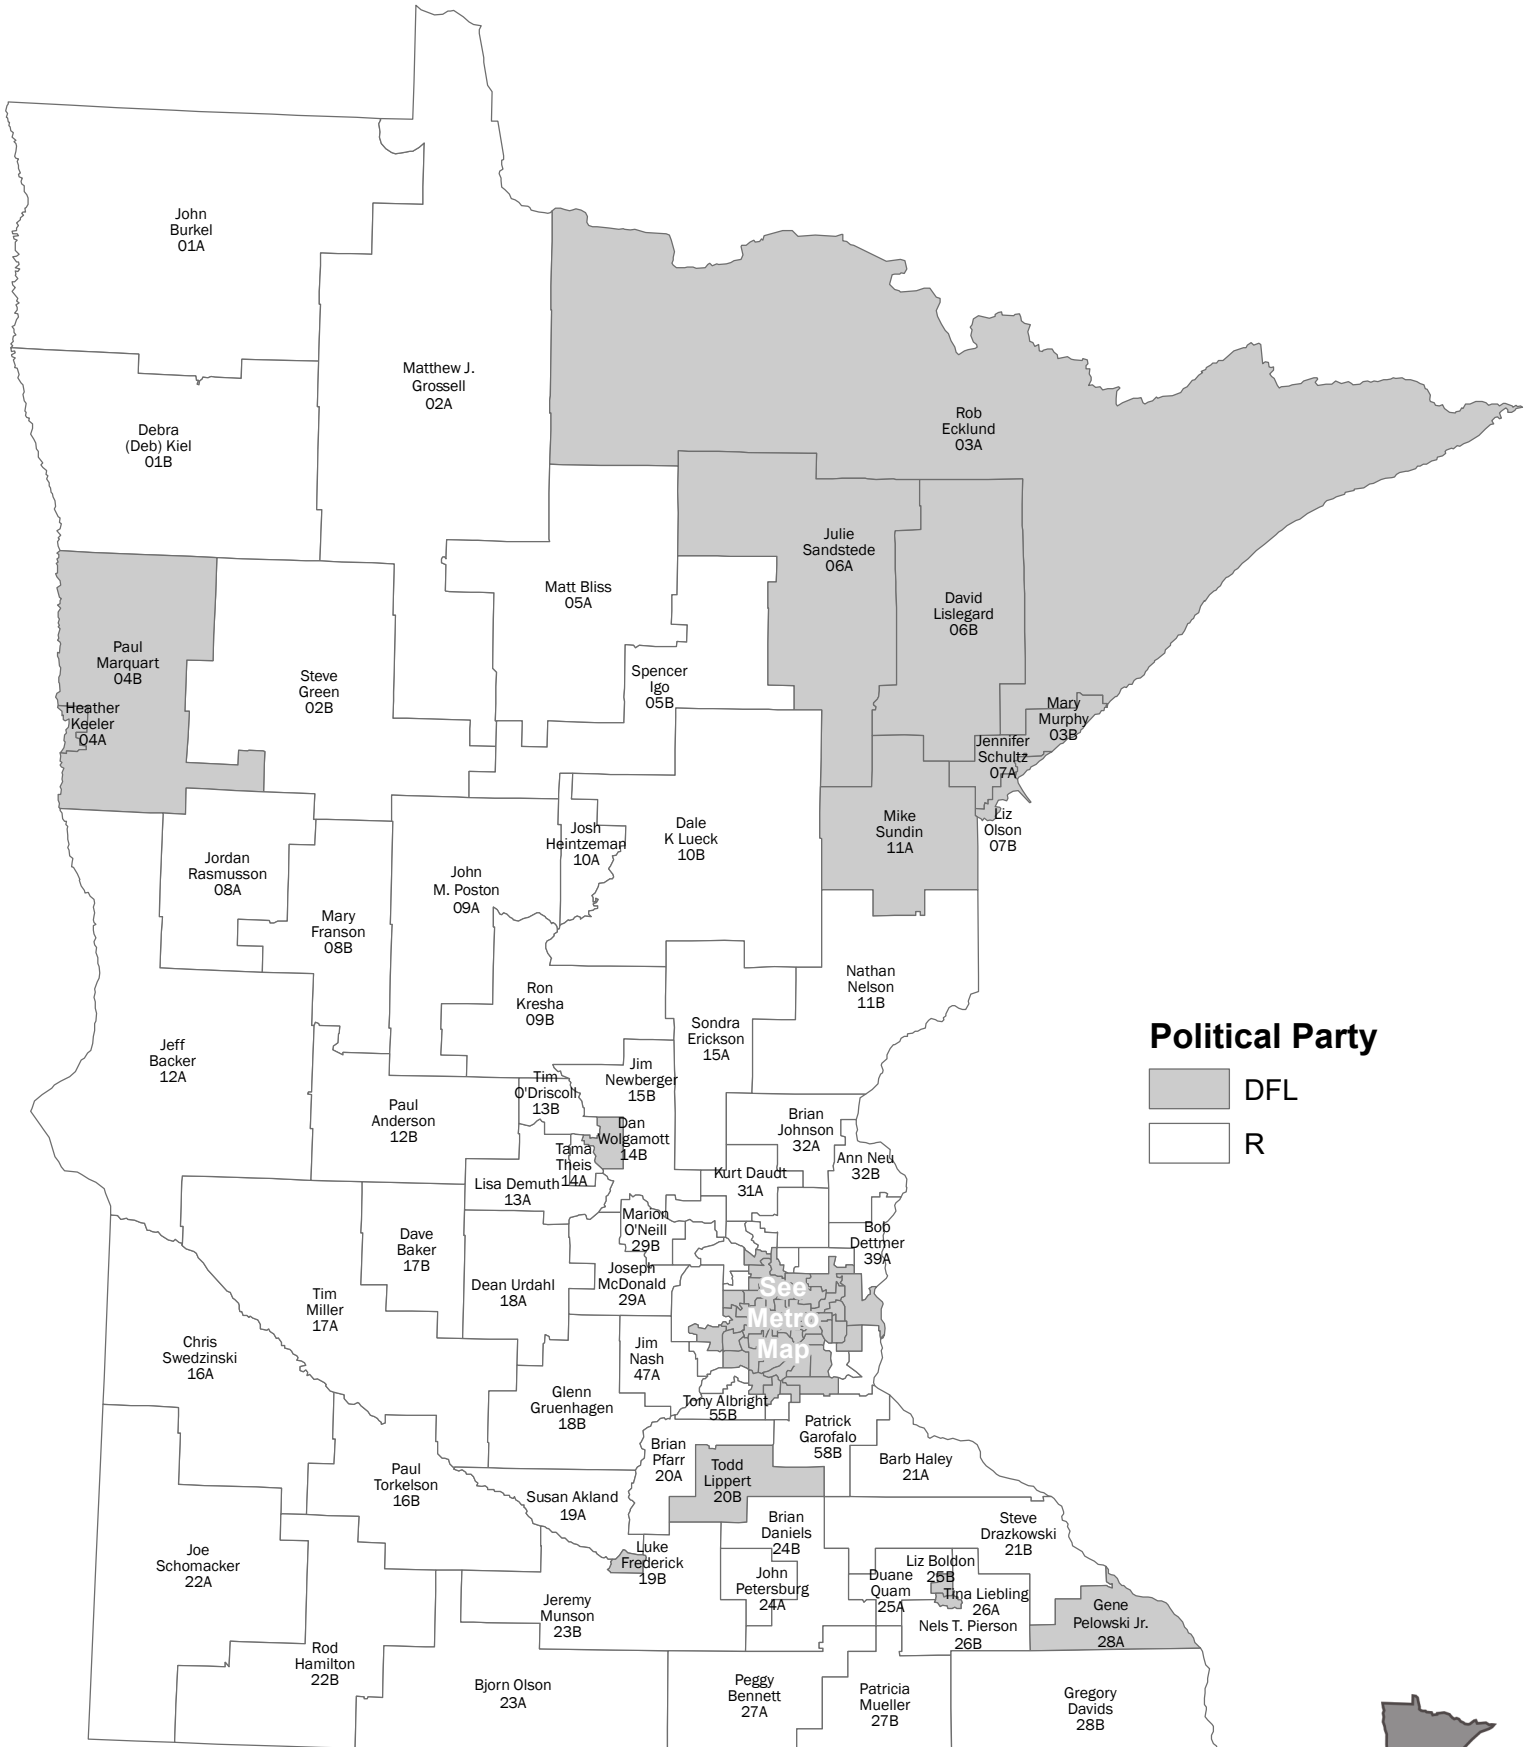 John
Burkel
01A
Matthew J.
Grossell
02A
Debra
(Deb) Kiel
01B
Rob
Ecklund
03A
Julie
Sandstede
06A
Matt Bliss
05A
David
Lislegard
06B
Paul
Marquart
04B
Steve
Green
02B
Spencer
Igo
05B
Heather
Keeler
04A
Mary
Murphy
03B
Jennifer
Schultz
07A
Liz
Olson
07B
Mike
Sundin
11A
Josh
Heintzeman
10A
Dale
K Lueck
10B
Jordan
Rasmusson
08A
John
M. Poston
09A
Mary
Franson
08B
Nathan
Nelson
11B
Ron
Kresha
09B
Sondra
Erickson
15A
Political Party
DFL
R
Jeff
Backer
12A
Jim
Newberger
15B
Tim
O'Driscoll
13B
Paul
Anderson
12B
Brian
Johnson
32A
Dan
Wolgamott
14B
Tama
Theis
14A
Ann Neu
32B
Kurt Daudt
31A
Lisa Demuth
13A
Marion
O'Neill
29B
Bob
Dettmer
39A
Dave
Baker
17B
Joseph
McDonald
29A
Dean Urdahl
18A
See
Metro
Map
Tim
Miller
17A
Chris
Swedzinski
16A
Jim
Nash
47A
Glenn
Gruenhagen
18B
Tony Albright
55B
Patrick
Garofalo
58B
Brian
Pfarr
20A
Todd
Lippert
20B
Barb Haley
21A
Paul
Torkelson
16B
Susan Akland
19A
Brian
Daniels
24B
Steve
Drazkowski
21B
Joe
Schomacker
22A
Luke
Frederick
19B
John
Petersburg
24A
Duane
Quam
25A
Liz Boldon
25B
Tina Liebling
26A
Nels T. Pierson
26B
Gene
Pelowski Jr.
28A
Jeremy
Munson
23B
Rod
Hamilton
22B
Bjorn Olson
23A
Peggy
Bennett
27A
Patricia
Mueller
27B
Gregory
Davids
28B